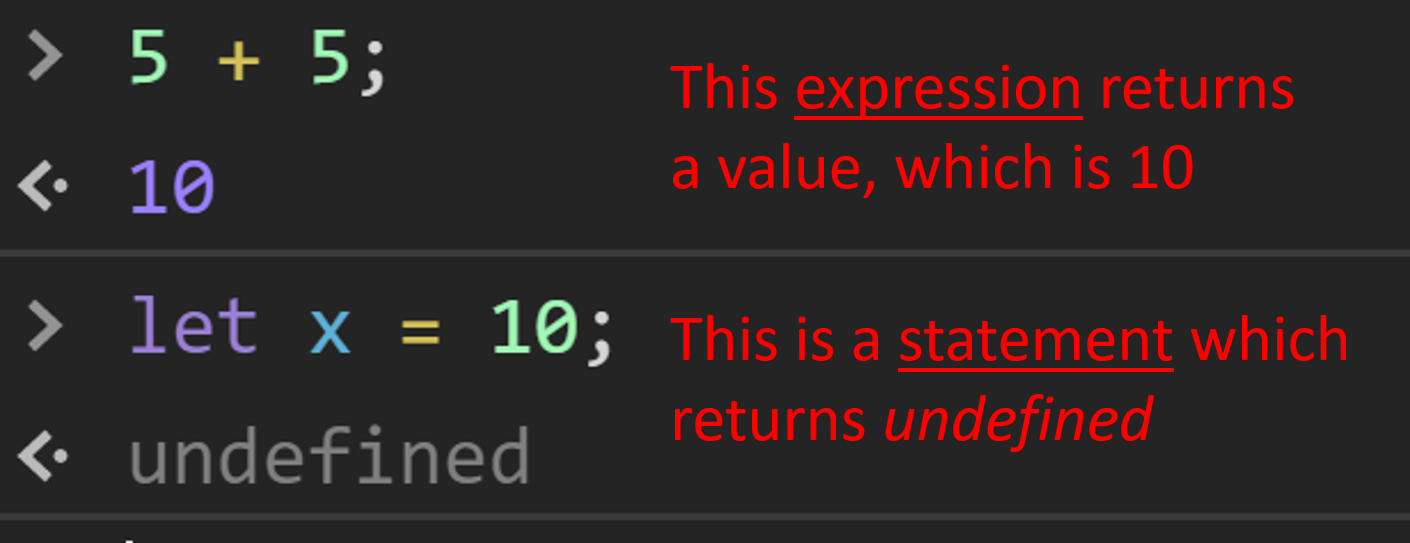 > 5 + 5;
This expression returns
a value, which is 10
10
> let x = 10;
This is a statement which
returns undefined
undefined